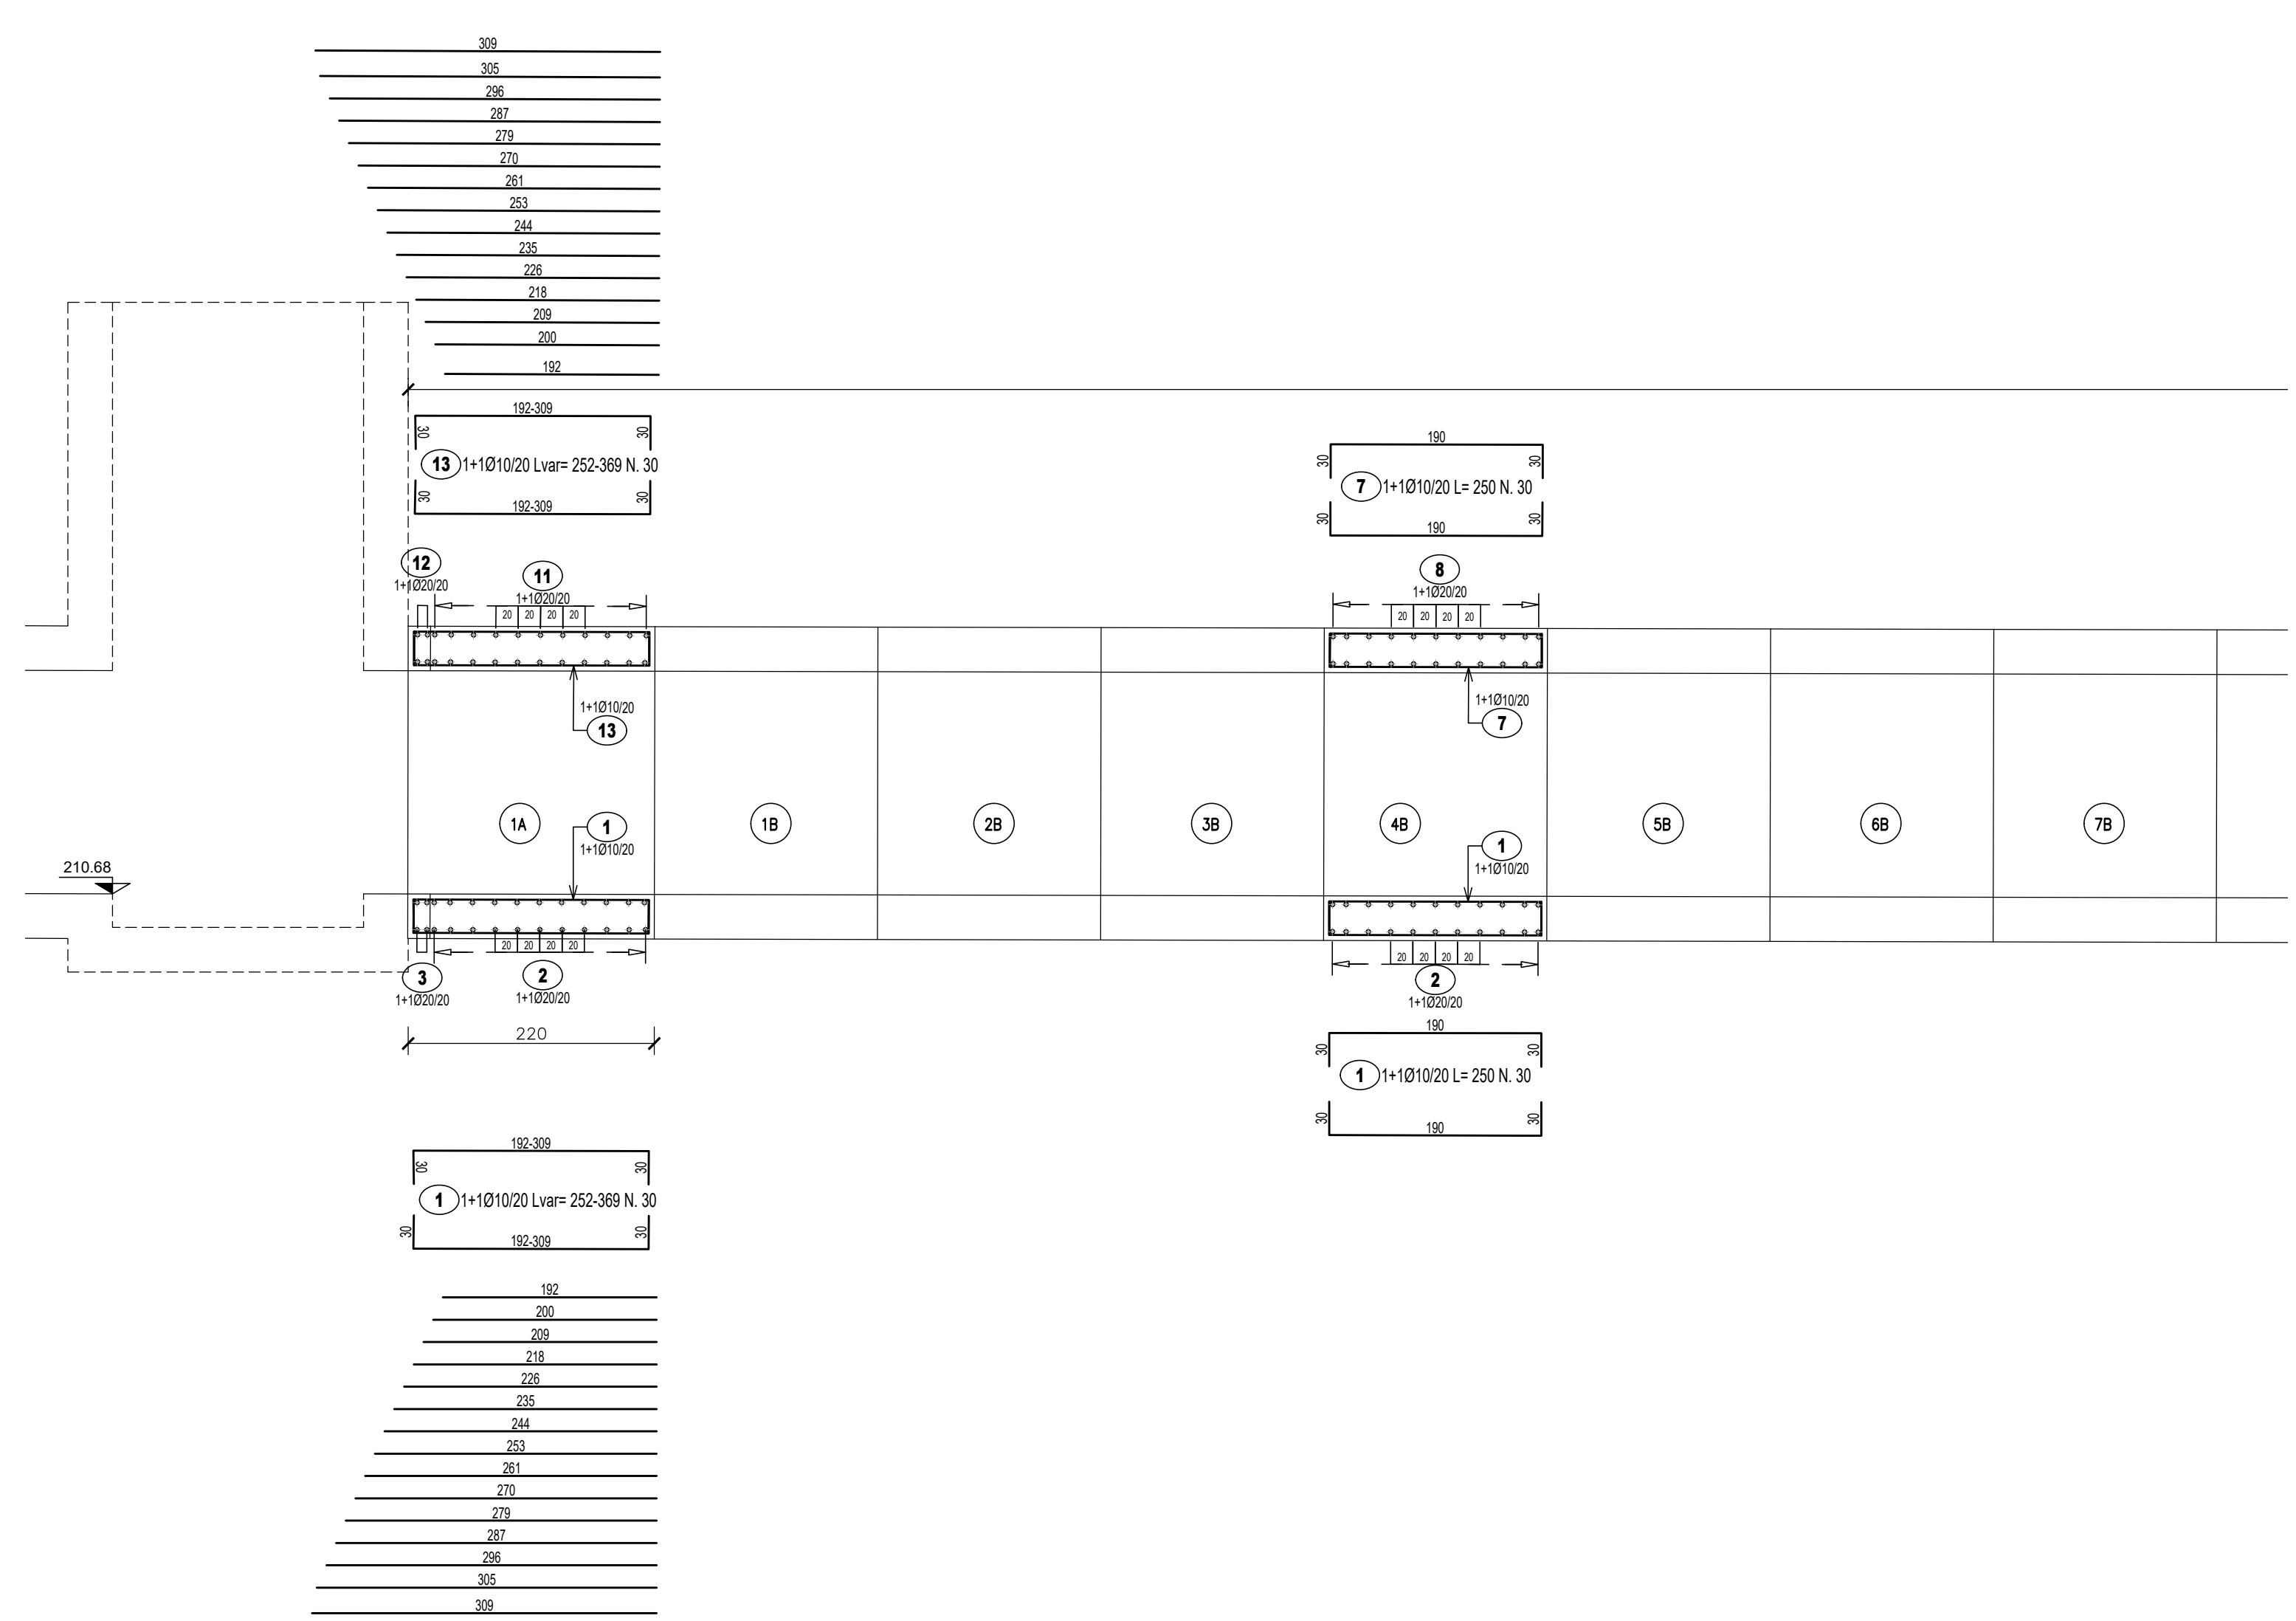 309
305
296
287
279
270
261
253
244
235
226
218
209
200
192
192-309
30 30
13 1+1Ø10/20 Lvar= 252-369 N. 30
30 30
192-309
190
30 30
7 1+1Ø10/20 L= 250 N. 30
30 30
190
12
1+1Ø20/20
11
1+1Ø20/20
20 20 20 20
8
1+1Ø20/20
20 20 20 20
1+1Ø10/20
13
1+1Ø10/20
7
1A
1B
2B
3B
4B
5B
6B
7B
1
1+1Ø10/20
1
1+1Ø10/20
210.68
20 20 20 20
3
1+1Ø20/20
2
1+1Ø20/20
20 20 20 20
2
1+1Ø20/20
220
190
30 30
1 1+1Ø10/20 L= 250 N. 30
30 30
190
192-309
30 30
1 1+1Ø10/20 Lvar= 252-369 N. 30
30 30
192-309
192
200
209
218
226
235
244
253
261
270
279
287
296
305
309